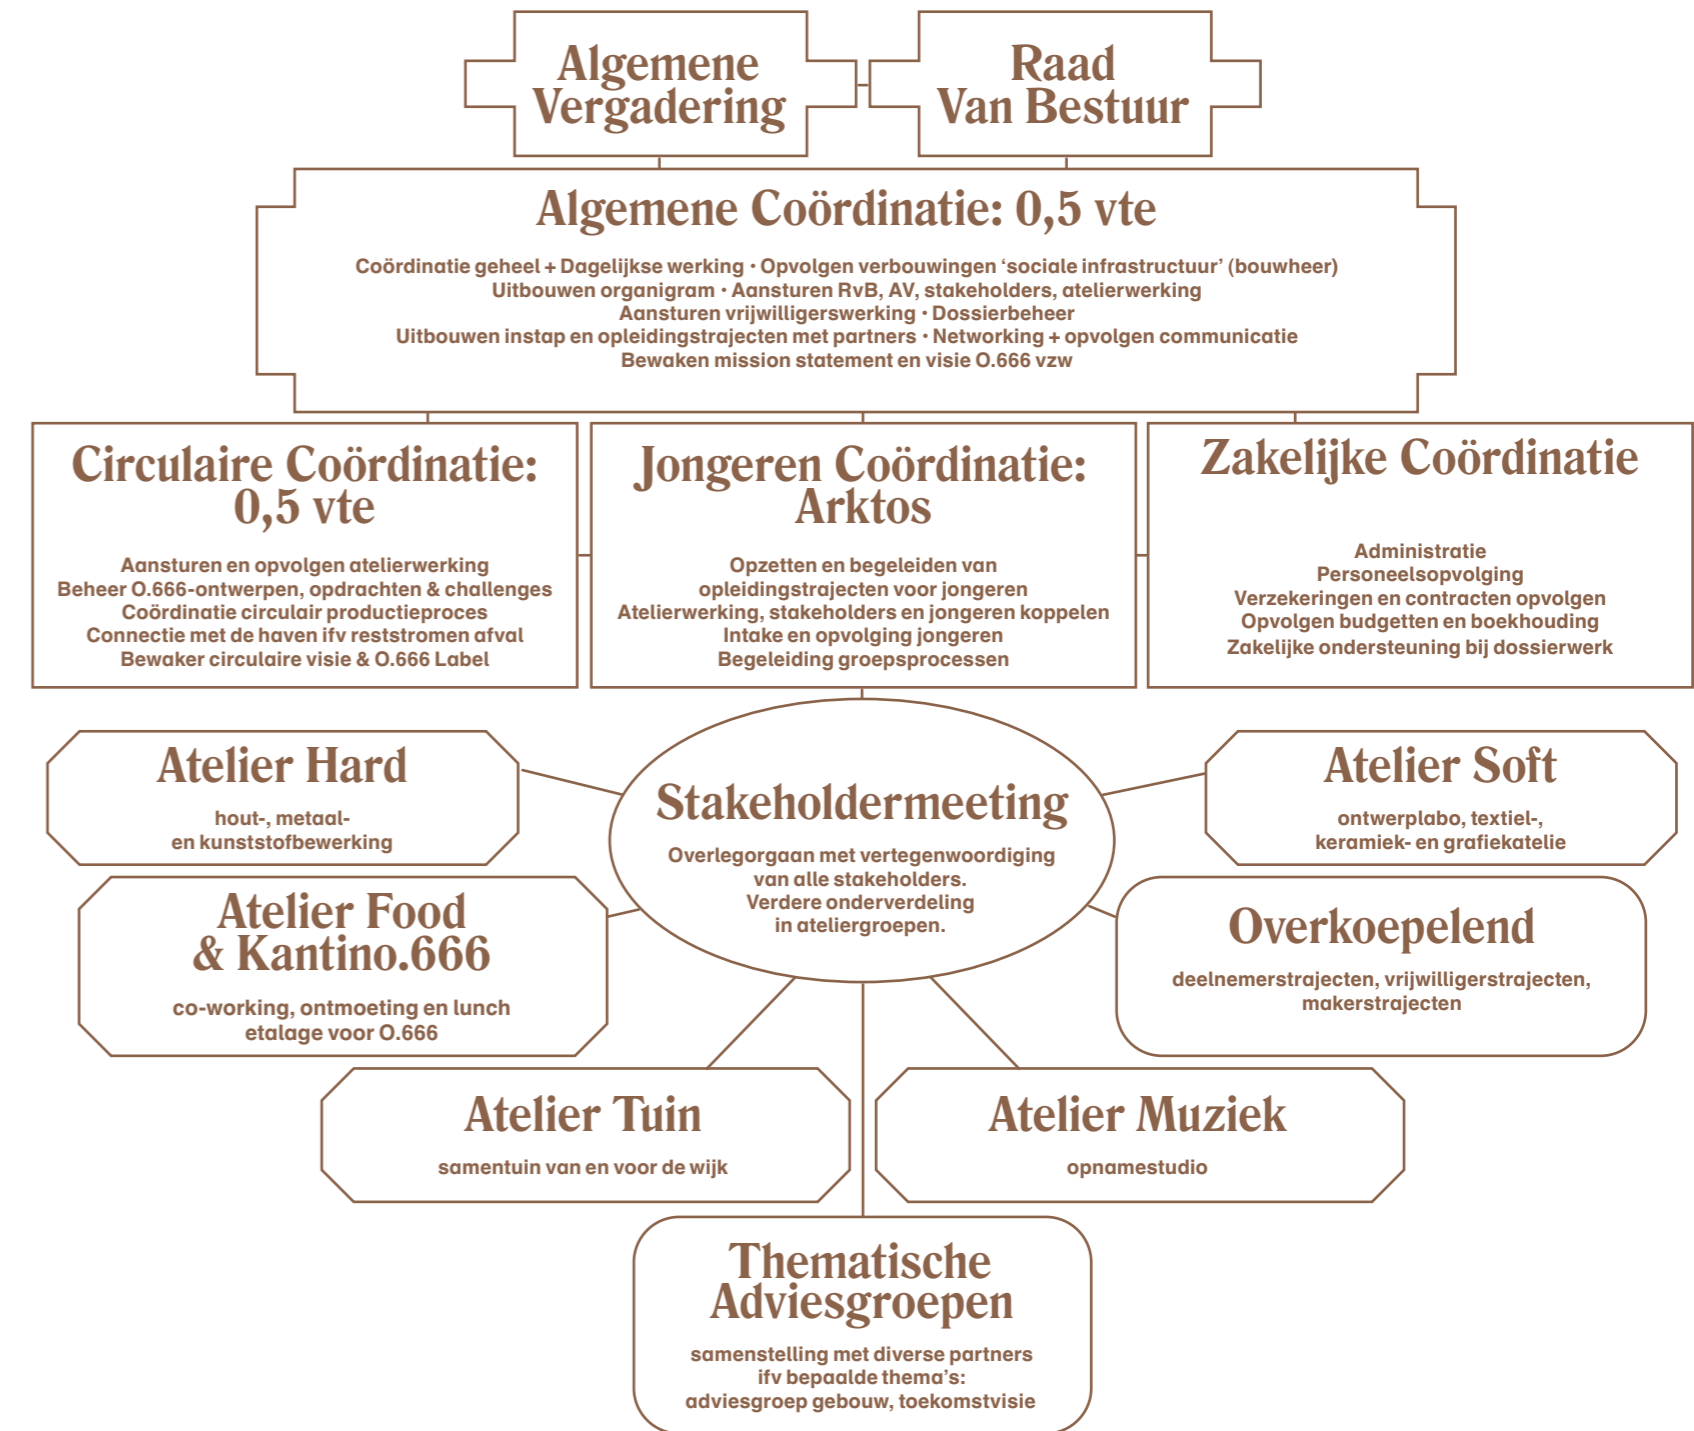 Algemene
Vergadering
Raad
Van Bestuur
Algemene Coördinatie: 0,5 vte
Coördinatie geheel + Dagelijkse werking • Opvolgen verbouwingen ‘sociale infrastructuur’ (bouwheer)
Uitbouwen organigram • Aansturen RvB, AV, stakeholders, atelierwerking
Aansturen vrijwilligerswerking • Dossierbeheer
Uitbouwen instap en opleidingstrajecten met partners • Networking + opvolgen communicatie
Bewaken mission statement en visie O.666 vzw
Circulaire Coördinatie:
0,5 vte
Aansturen en opvolgen atelierwerking
Beheer O.666-ontwerpen, opdrachten & challenges
Coördinatie circulair productieproces
Connectie met de haven ifv reststromen afval
Bewaker circulaire visie & O.666 Label
Jongeren Coördinatie:
Arktos
Opzetten en begeleiden van
opleidingstrajecten voor jongeren
Atelierwerking, stakeholders en jongeren koppelen
Intake en opvolging jongeren
Begeleiding groepsprocessen
Zakelijke Coördinatie
Administratie
Personeelsopvolging
Verzekeringen en contracten opvolgen
Opvolgen budgetten en boekhouding
Zakelijke ondersteuning bij dossierwerk
Atelier Hard
hout-, metaal-
en kunststofbewerking
Stakeholdermeeting
Overlegorgaan met vertegenwoordiging
van alle stakeholders.
Verdere onderverdeling
in ateliergroepen.
Atelier Soft
ontwerplabo, textiel-,
keramiek- en grafiekatelie
Atelier Food
& Kantino.666
co-working, ontmoeting en lunch
etalage voor O.666
Overkoepelend
deelnemerstrajecten, vrijwilligerstrajecten,
makerstrajecten
Atelier Tuin
samentuin van en voor de wijk
Atelier Muziek
opnamestudio
Thematische
Adviesgroepen
samenstelling met diverse partners
ifv bepaalde thema’s:
adviesgroep gebouw, toekomstvisie